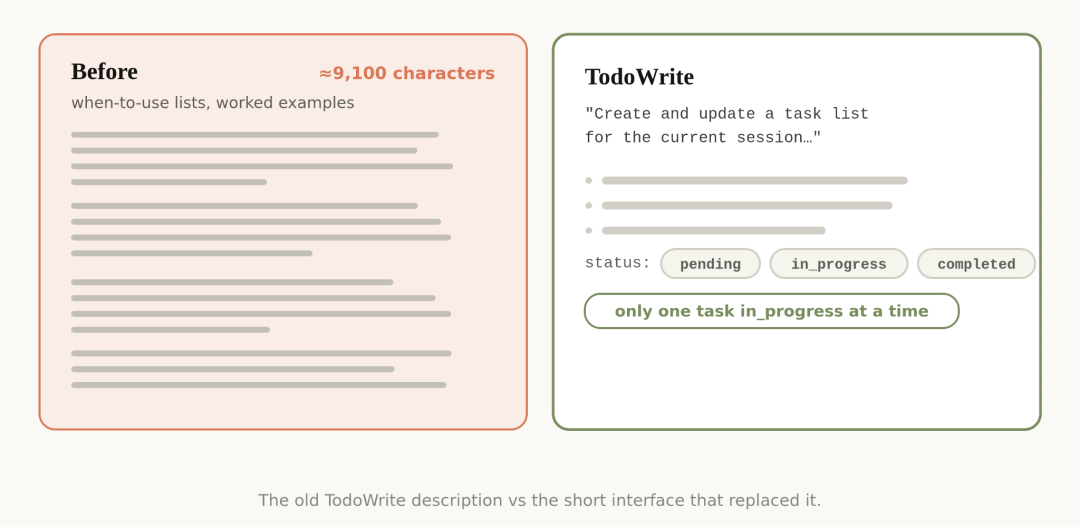 Before
≈9,100 characters
when-to-use lists, worked examples
TodoWrite
"Create and update a task list
for the current session…"
status: pending in_progress completed
only one task in_progress at a time
The old TodoWrite description vs the short interface that replaced it.